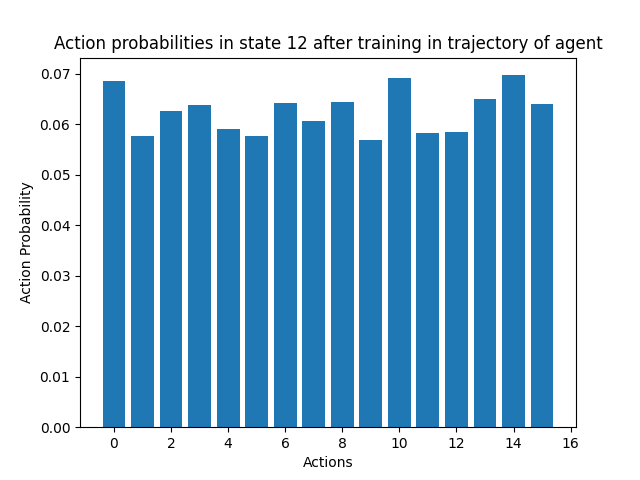 Action probabilities in state 12 after training in trajectory of agent
0.07
0.06
0.05
0.04
0.03
0.02
0.01
0.00
Action Probability
0 2 4 6 8 10 12 14 16
Actions